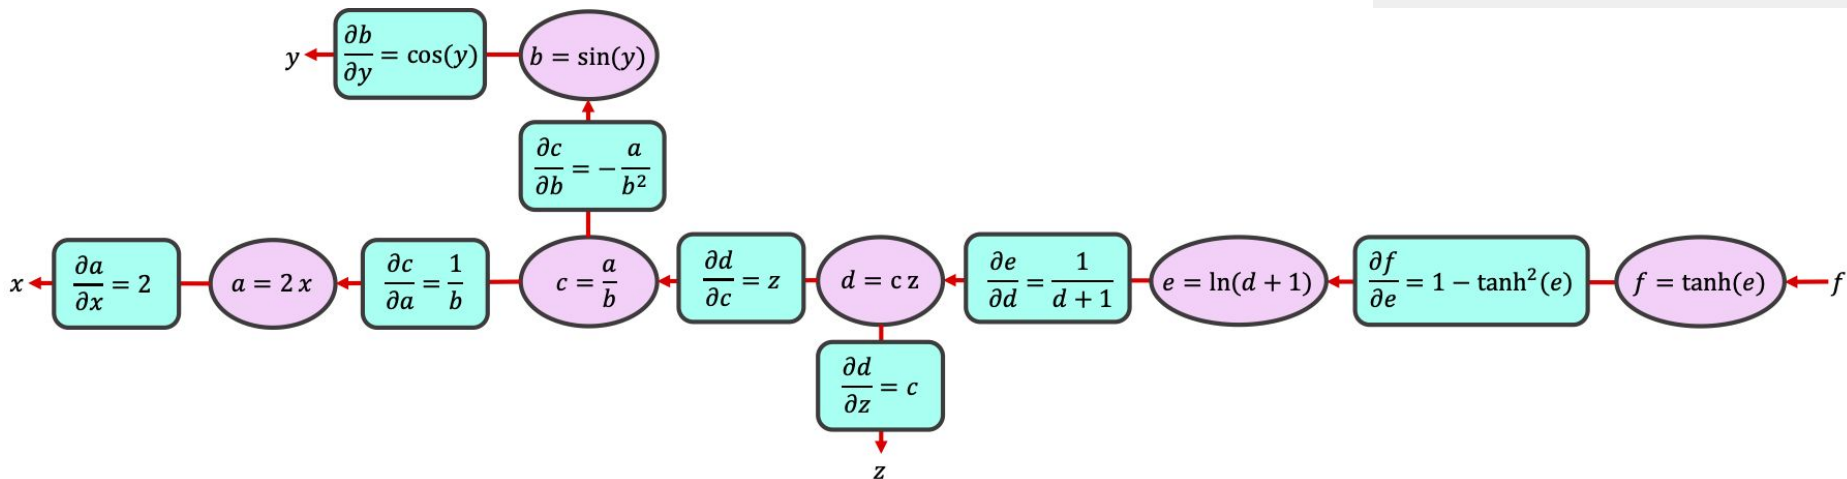 y
∂b/∂y = cos(y)
b = sin(y)
∂c/∂b = −a/b²
x
∂a/∂x = 2
a = 2 x
∂c/∂a = 1/b
c = a/b
∂d/∂c = z
d = c z
∂e/∂d = 1/(d + 1)
e = ln(d + 1)
∂f/∂e = 1 − tanh²(e)
f = tanh(e)
f
∂d/∂z = c
z